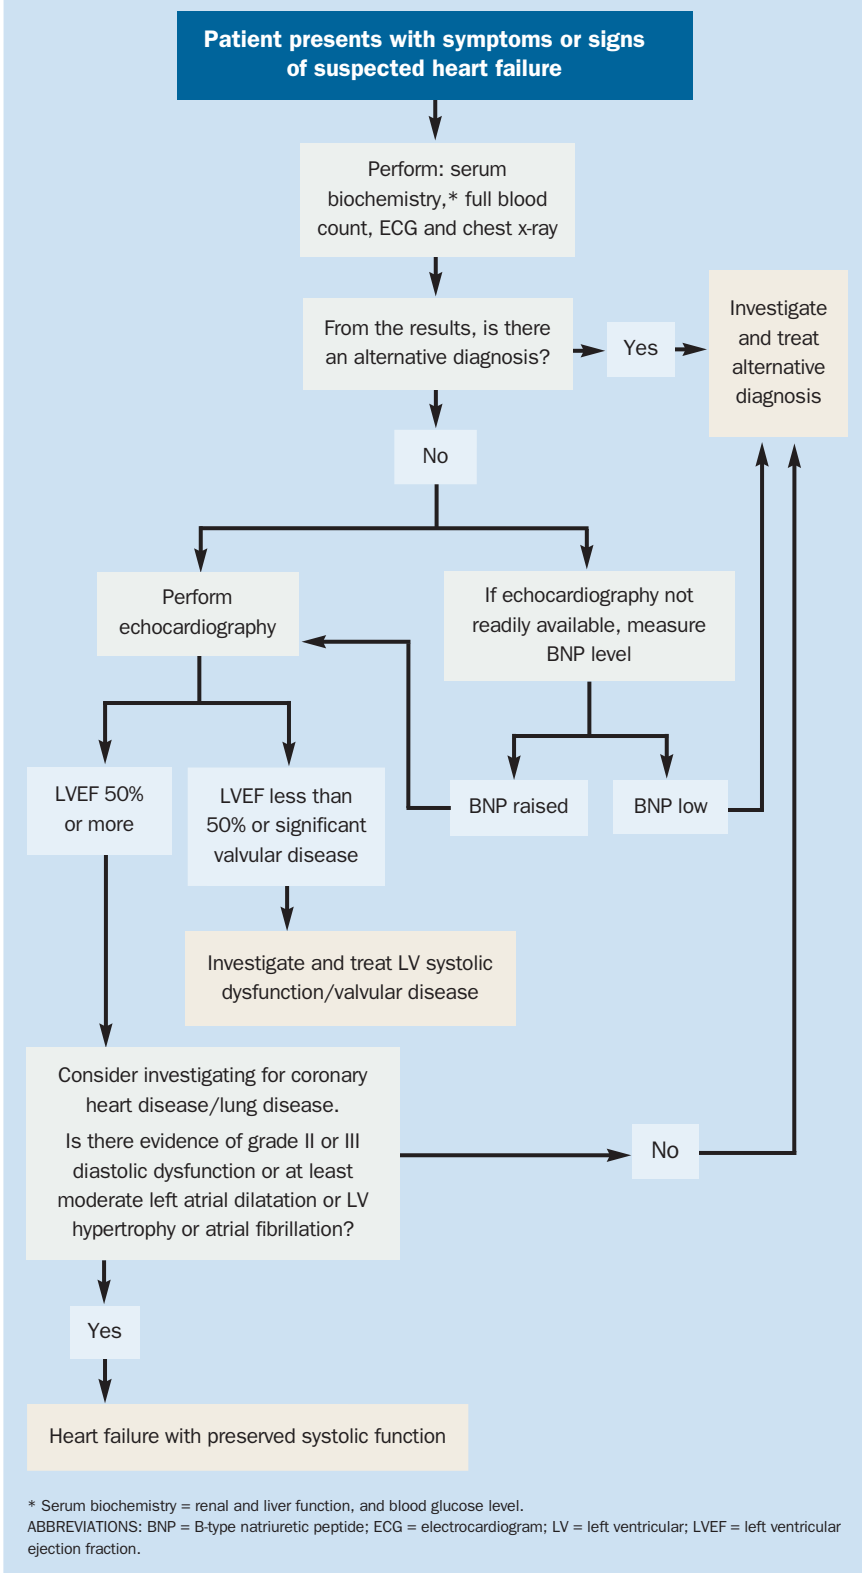 Patient presents with symptoms or signs
of suspected heart failure
Perform: serum
biochemistry,* full blood
count, ECG and chest x-ray
From the results, is there
an alternative diagnosis?
Yes
Investigate
and treat
alternative
diagnosis
No
Perform
echocardiography
If echocardiography not
readily available, measure
BNP level
LVEF 50%
or more
LVEF less than
50% or significant
valvular disease
BNP raised
BNP low
Investigate and treat LV systolic
dysfunction/valvular disease
Consider investigating for coronary
heart disease/lung disease.
Is there evidence of grade II or III
diastolic dysfunction or at least
moderate left atrial dilatation or LV
hypertrophy or atrial fibrillation?
No
Yes
Heart failure with preserved systolic function
* Serum biochemistry = renal and liver function, and blood glucose level.
ABBREVIATIONS: BNP = B-type natriuretic peptide; ECG = electrocardiogram; LV = left ventricular; LVEF = left ventricular
ejection fraction.